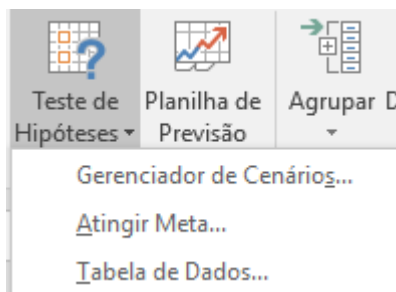 Teste de Hipóteses
Planilha de Previsão
Agrupar
D
Gerenciador de Cenários...
Atingir Meta...
Tabela de Dados...